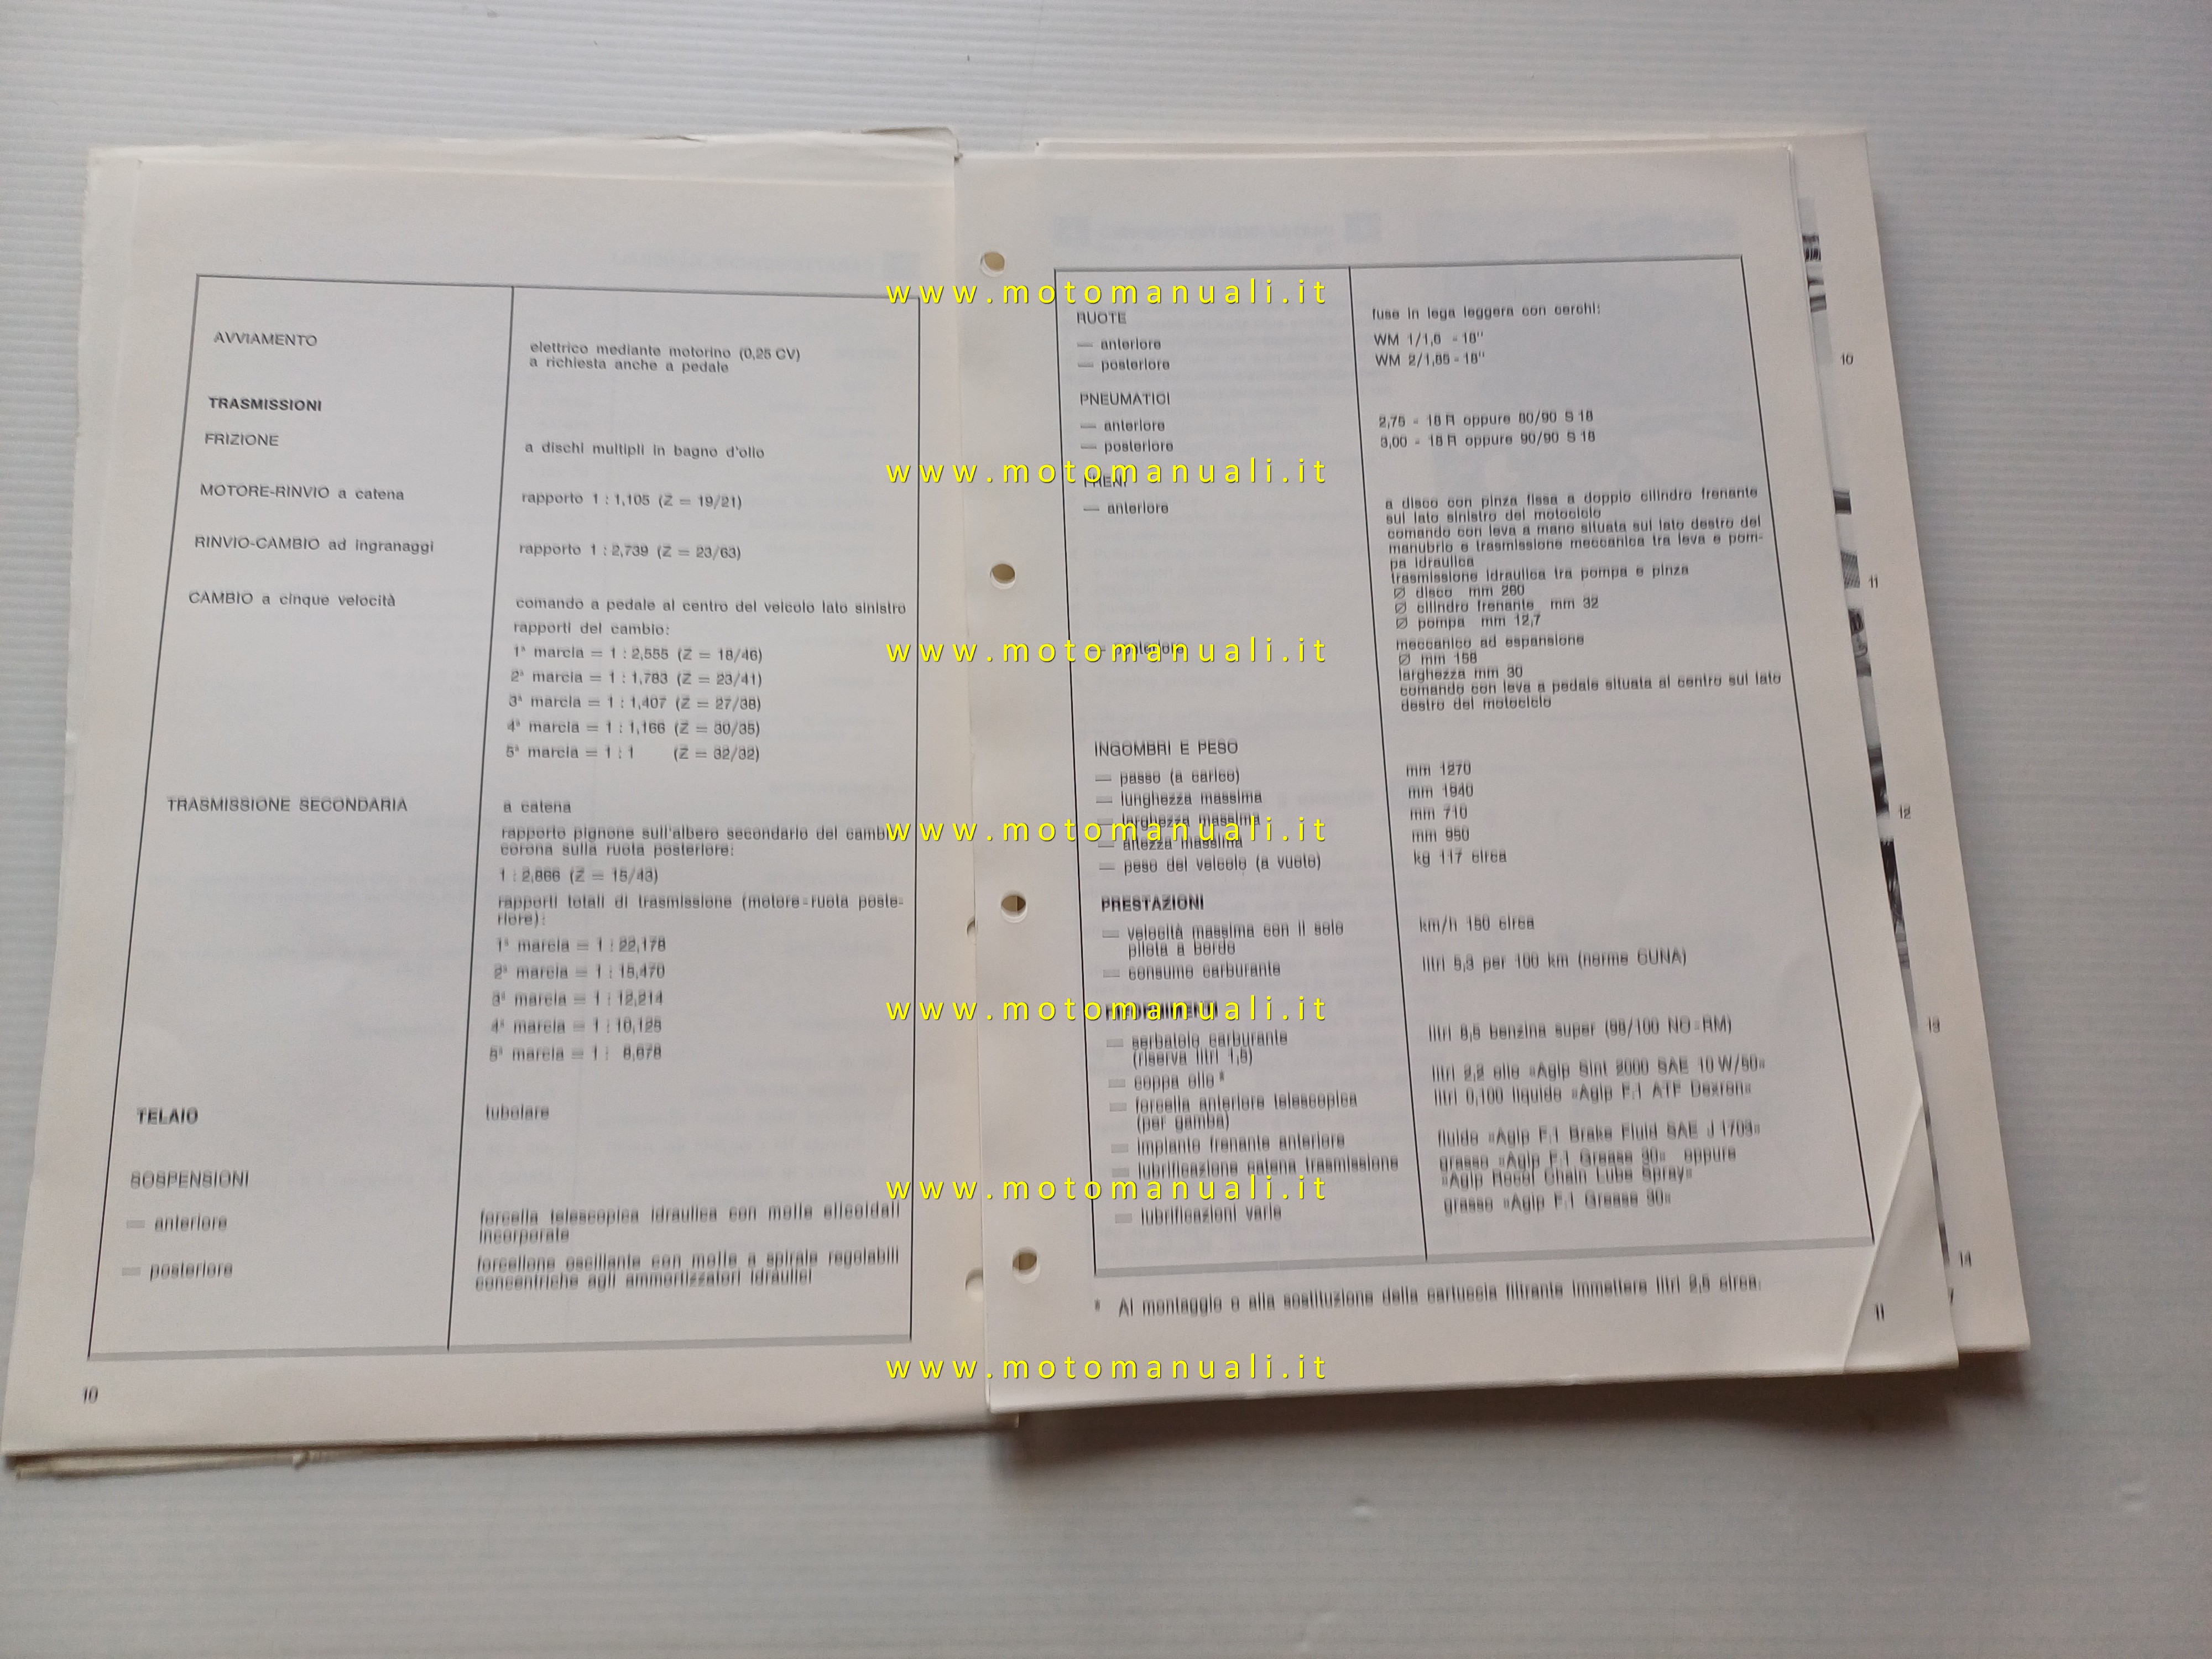 AVVIAMENTO
elettrico mediante motorino (0,25 CV)
a richiesta anche a pedale
TRASMISSIONI
FRIZIONE
a dischi multipli in bagno d'olio
MOTORE-RINVIO a catena
rapporto 1 : 1,105 (Z = 19/21)
RINVIO-CAMBIO ad ingranaggi
rapporto 1 : 2,739 (Z = 23/63)
CAMBIO a cinque velocità
comando a pedale al centro del veicolo lato sinistro
rapporti del cambio:
1ª marcia = 1 : 2,555 (Z = 18/46)
2ª marcia = 1 : 1,783 (Z = 23/41)
3ª marcia = 1 : 1,407 (Z = 27/38)
4ª marcia = 1 : 1,166 (Z = 30/35)
5ª marcia = 1 : 1 (Z = 32/32)
TRASMISSIONE SECONDARIA
a catena
rapporto pignone sull'albero secondario del cambio
corona sulla ruota posteriore:
1 : 2,866 (Z = 15/43)
rapporti totali di trasmissione (motore-ruota poste-
riore):
1ª marcia = 1 : 22,178
2ª marcia = 1 : 15,470
3ª marcia = 1 : 12,214
4ª marcia = 1 : 10,125
5ª marcia = 1 : 8,678
TELAIO
tubolare
SOSPENSIONI
— anteriore
forcella telescopica idraulica con molle elicoidali
incorporate
— posteriore
forcellone oscillante con molle a spirale regolabili
concentriche agli ammortizzatori idraulici
10
RUOTE
fuse in lega leggera con cerchi:
— anteriore
WM 1/1,6 - 18"
— posteriore
WM 2/1,85 - 18"
PNEUMATICI
— anteriore
2,75 - 18 R oppure 80/90 S 18
— posteriore
3,00 - 18 R oppure 90/90 S 18
FRENI
— anteriore
a disco con pinza fissa a doppio cilindro frenante
sul lato sinistro del motociclo
comando con leva a mano situata sul lato destro del
manubrio e trasmissione meccanica tra leva e pom-
pa idraulica
trasmissione idraulica tra pompa e pinza
Ø disco mm 260
Ø cilindro frenante mm 32
Ø pompa mm 12,7
— posteriore
meccanico ad espansione
Ø mm 158
larghezza mm 30
comando con leva a pedale situata al centro sul lato
destro del motociclo
INGOMBRI E PESO
— passo (a carico)
mm 1270
— lunghezza massima
mm 1940
— larghezza massima
mm 710
— altezza massima
mm 950
— peso del veicolo (a vuoto)
kg 117 circa
PRESTAZIONI
— velocità massima con il solo
pilota a bordo
km/h 150 circa
— consumo carburante
litri 5,3 per 100 km (norme CUNA)
RIFORNIMENTI
— serbatoio carburante
(riserva litri 1,5)
litri 8,5 benzina super (98/100 NO-RM)
— coppa olio *
litri 2,2 olio «Agip Sint 2000 SAE 10 W/50»
— forcella anteriore telescopica
(per gamba)
litri 0,100 liquido «Agip F.1 ATF Dexron»
— impianto frenante anteriore
fluido «Agip F.1 Brake Fluid SAE J 1703»
— lubrificazione catena trasmissione
grasso «Agip F.1 Grease 30» oppure
«Agip Rocol Chain Lube Spray»
— lubrificazioni varie
grasso «Agip F.1 Grease 30»
* Al montaggio o alla sostituzione della cartuccia filtrante immettere litri 2,5 circa.
11
10
11
12
13
14
www.motomanuali.it
www.motomanuali.it
www.motomanuali.it
www.motomanuali.it
www.motomanuali.it
www.motomanuali.it
www.motomanuali.it